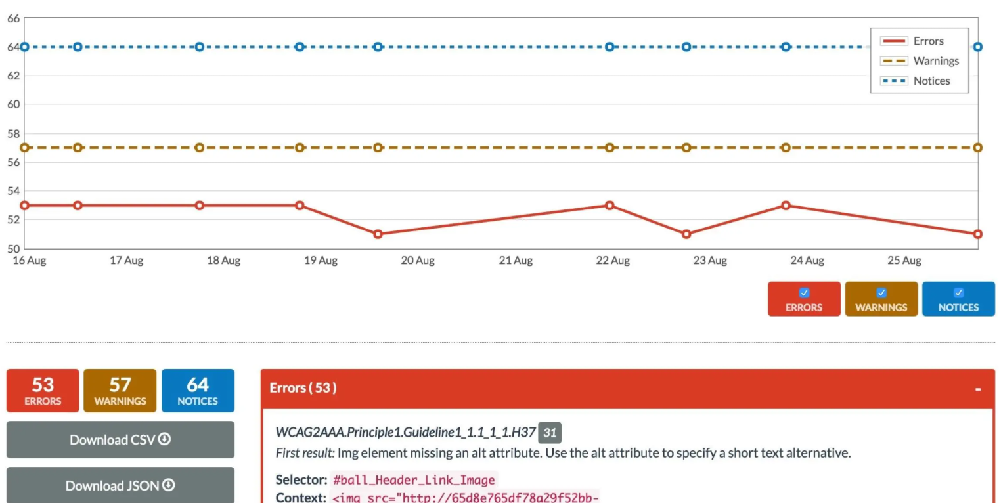 66
64
62
60
58
56
54
52
50
Errors
Warnings
Notices
16 Aug 17 Aug 18 Aug 19 Aug 20 Aug 21 Aug 22 Aug 23 Aug 24 Aug 25 Aug
ERRORS WARNINGS NOTICES
53 57 64
ERRORS WARNINGS NOTICES
Download CSV
Download JSON
Errors ( 53 )
-
WCAG2AAA.Principle1.Guideline1_1.1_1_1.H37 31
First result: Img element missing an alt attribute. Use the alt attribute to specify a short text alternative.
Selector: #ball_Header_Link_Image
Context: <img src="http://65d8e765df78a29f52bb-